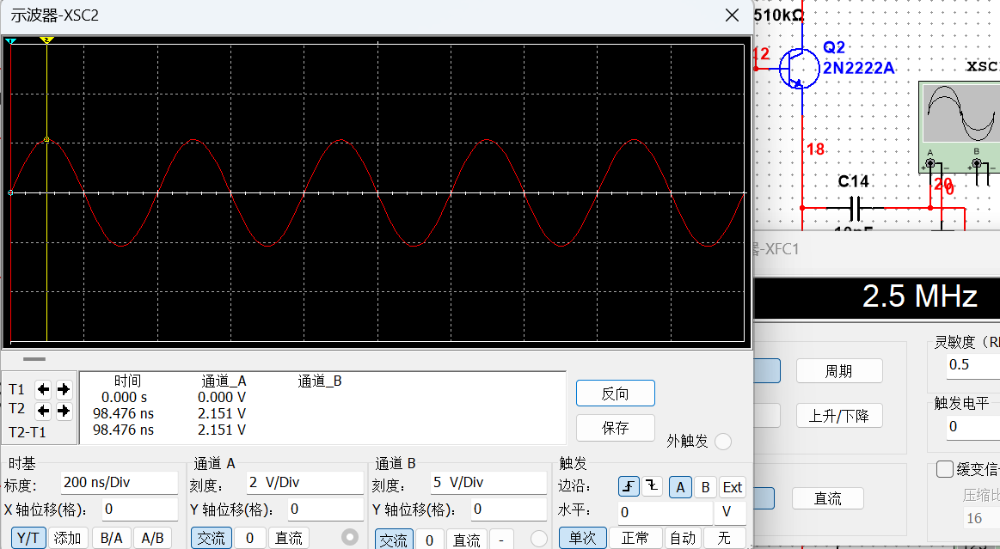 示波器-XSC2
510kΩ
12
Q2
2N2222A
XSC
A
B
18
20
0
C14
器-XFC1
2.5 MHz
灵敏度（RM
0.5
周期
触发电平
上升/下降
0
缓变信
压缩比
直流
16
时间 通道_A 通道_B
T1 0.000 s 0.000 V
T2 98.476 ns 2.151 V
T2-T1 98.476 ns 2.151 V
反向
保存
外触发
时基
标度： 200 ns/Div
X 轴位移(格)： 0
Y/T 添加 B/A A/B
通道 A
刻度： 2 V/Div
Y 轴位移(格)： 0
交流 0 直流
通道 B
刻度： 5 V/Div
Y 轴位移(格)： 0
交流 0 直流 -
触发
边沿： A B Ext
水平： 0 V
单次 正常 自动 无